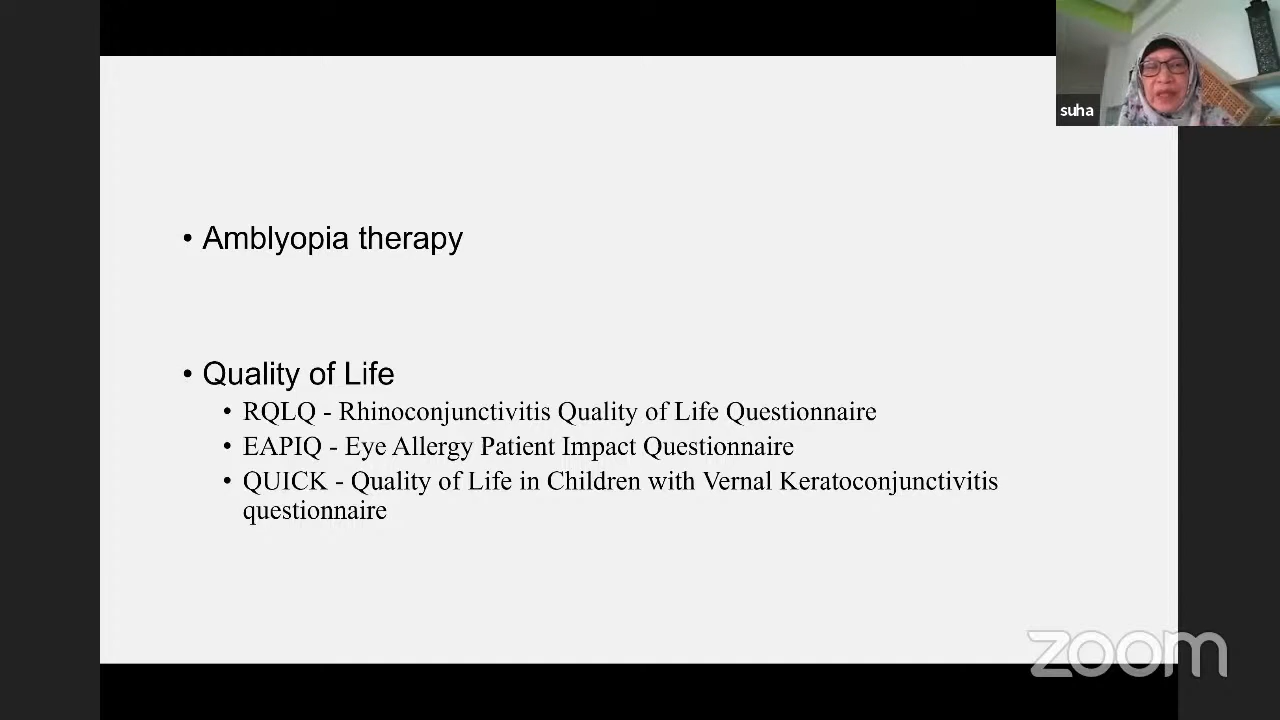 suha
• Amblyopia therapy
• Quality of Life
• RQLQ - Rhinoconjunctivitis Quality of Life Questionnaire
• EAPIQ - Eye Allergy Patient Impact Questionnaire
• QUICK - Quality of Life in Children with Vernal Keratoconjunctivitis
questionnaire
zoom